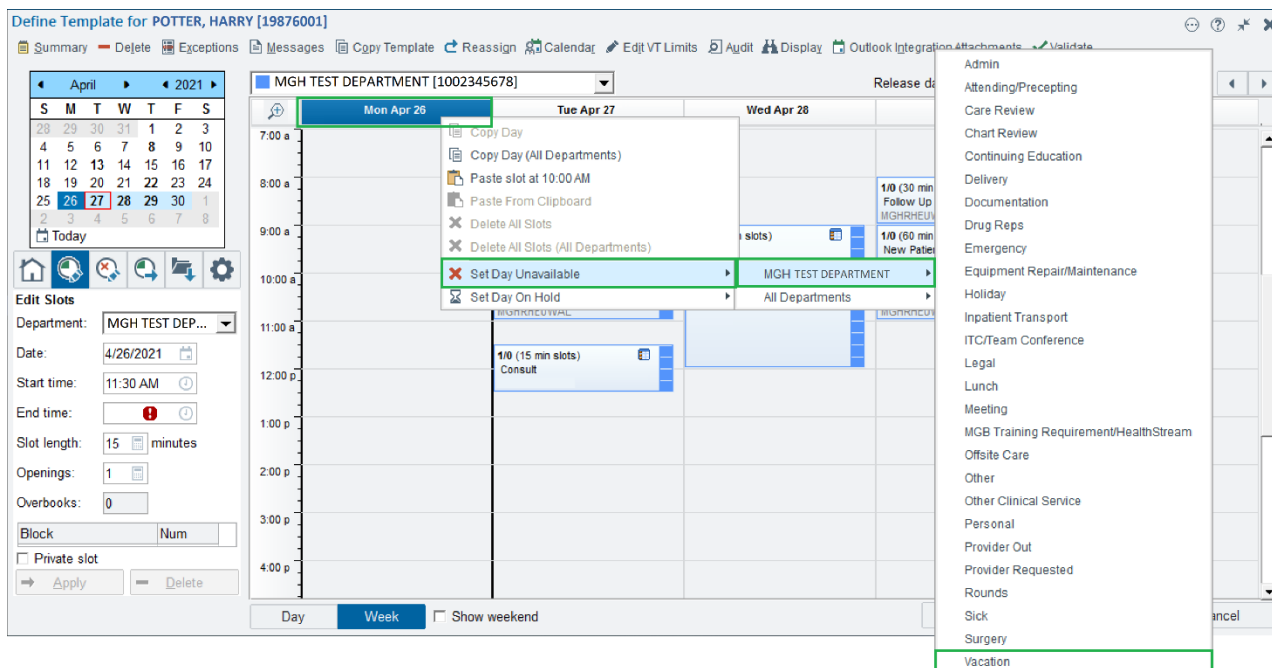 Define Template for POTTER, HARRY [19876001]
Summary Delete Exceptions Messages Copy Template Reassign Calendar Edit VT Limits Audit Display Outlook Integration Attachments Validate
April 2021
S M T W T F S
28 29 30 31 1 2 3
4 5 6 7 8 9 10
11 12 13 14 15 16 17
18 19 20 21 22 23 24
25 26 27 28 29 30 1
2 3 4 5 6 7 8
Today
Edit Slots
Department: MGH TEST DEP...
Date: 4/26/2021
Start time: 11:30 AM
End time:
Slot length: 15 minutes
Openings: 1
Overbooks: 0
Block Num
Private slot
Apply Delete
MGH TEST DEPARTMENT [1002345678]
Release da
Mon Apr 26 Tue Apr 27 Wed Apr 28
7:00 a
8:00 a
9:00 a
10:00 a
11:00 a
12:00 p
1:00 p
2:00 p
3:00 p
4:00 p
Copy Day
Copy Day (All Departments)
Paste slot at 10:00 AM
Paste From Clipboard
Delete All Slots
Delete All Slots (All Departments)
Set Day Unavailable
Set Day On Hold
MGH TEST DEPARTMENT
All Departments
MGHRHEUWAL
1/0 (15 min slots)
Consult
slots)
1/0 (30 min
Follow Up
MGHRHEUW
1/0 (60 min
New Patie
MGHRHEUW
Day Week Show weekend
ancel
Admin
Attending/Precepting
Care Review
Chart Review
Continuing Education
Delivery
Documentation
Drug Reps
Emergency
Equipment Repair/Maintenance
Holiday
Inpatient Transport
ITC/Team Conference
Legal
Lunch
Meeting
MGB Training Requirement/HealthStream
Offsite Care
Other
Other Clinical Service
Personal
Provider Out
Provider Requested
Rounds
Sick
Surgery
Vacation